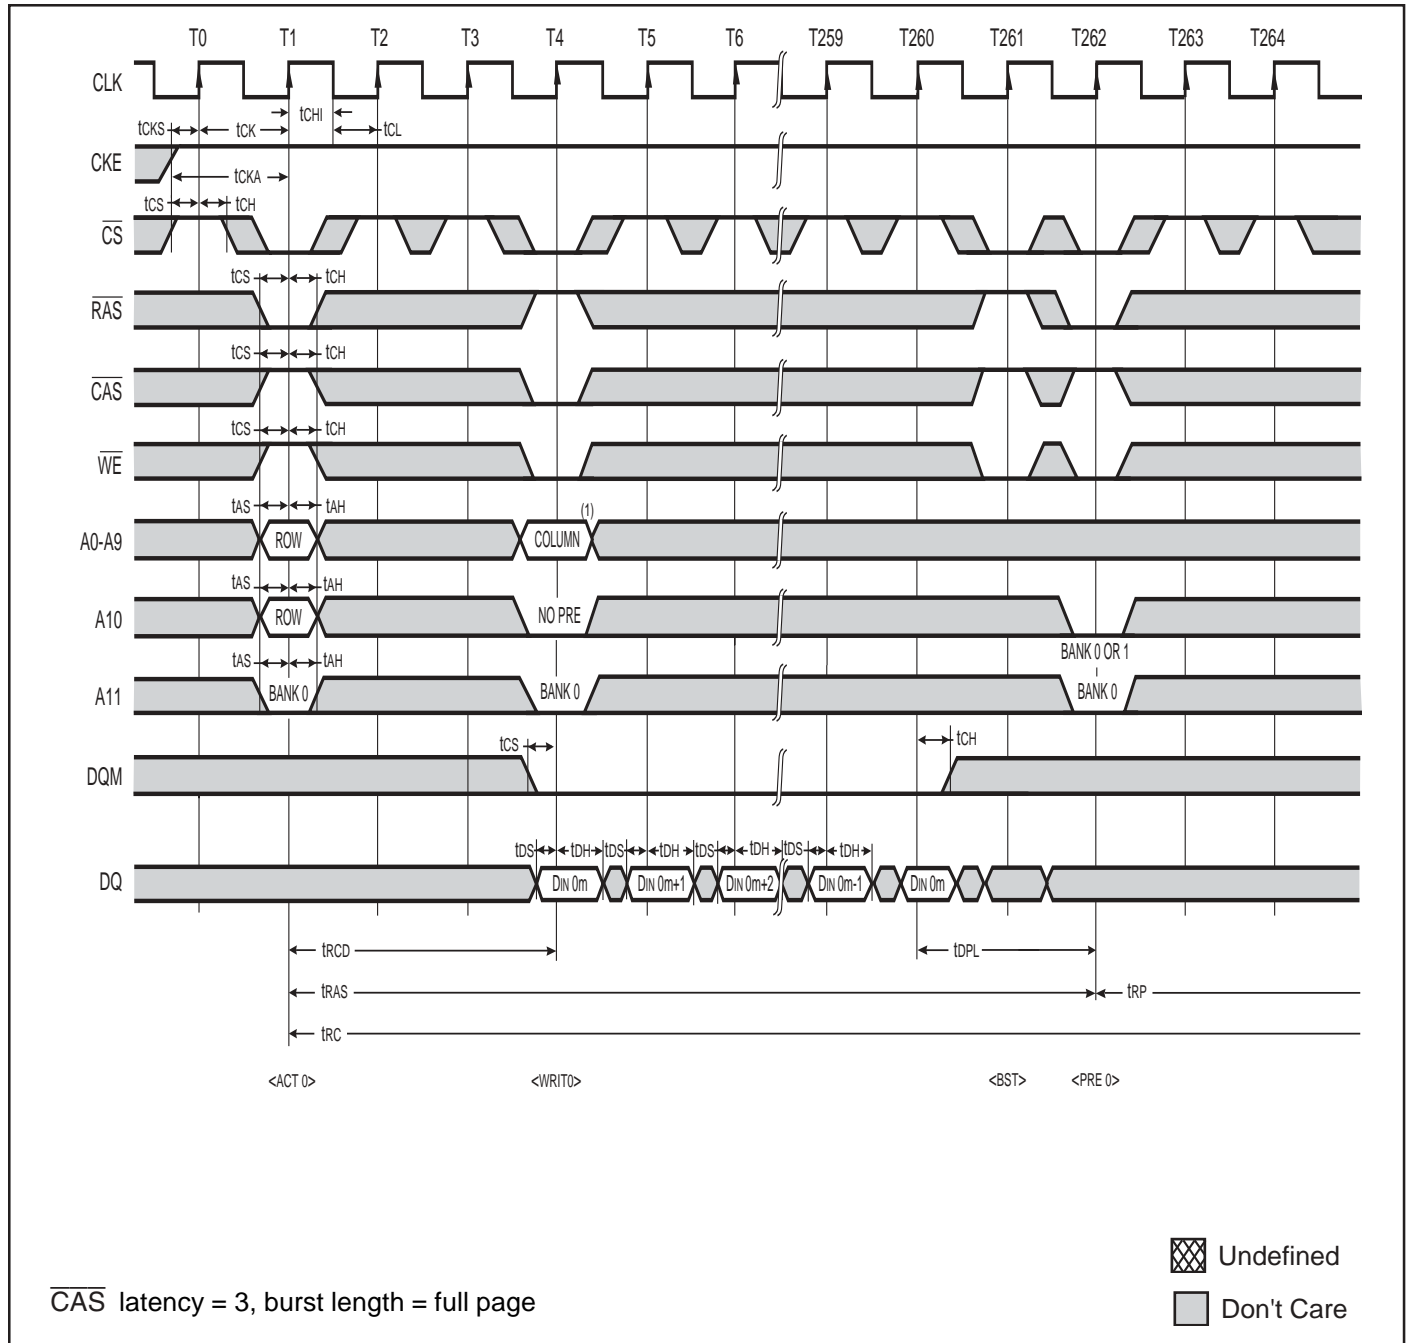 T0 T1 T2 T3 T4 T5 T6 T259 T260 T261 T262 T263 T264
CLK
tCHI
tCKS tCK tCL
CKE
tCKA
tCS tCH
CS
tCS tCH
RAS
tCS tCH
CAS
tCS tCH
WE
tAS tAH (1)
A0-A9 ROW COLUMN
tAS tAH
A10 ROW NO PRE
BANK 0 OR 1
tAS tAH
A11 BANK 0 BANK 0 BANK 0
tCS tCH
DQM
tDS tDH tDS tDH tDS tDH tDS tDH
DQ DIN 0m DIN 0m+1 DIN 0m+2 DIN 0m-1 DIN 0m
tRCD tDPL
tRAS tRP
tRC
<ACT 0> <WRIT0> <BST> <PRE 0>
Undefined
CAS latency = 3, burst length = full page
Don't Care